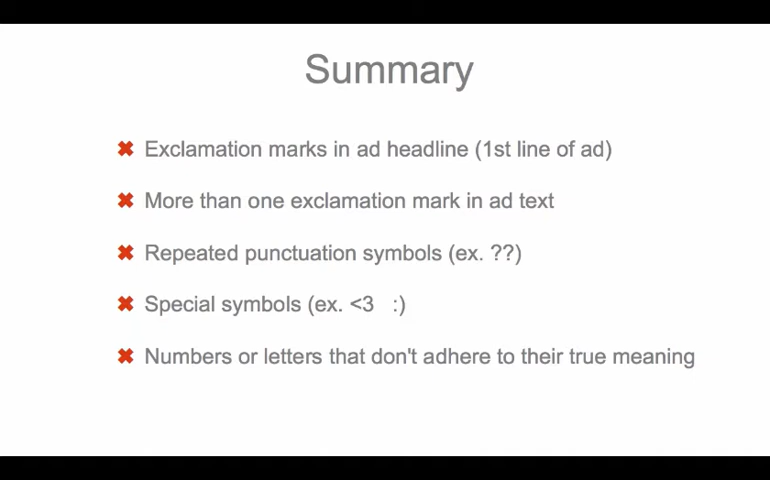 Summary
Exclamation marks in ad headline (1st line of ad)
More than one exclamation mark in ad text
Repeated punctuation symbols (ex. ??)
Special symbols (ex. <3 :)
Numbers or letters that don't adhere to their true meaning